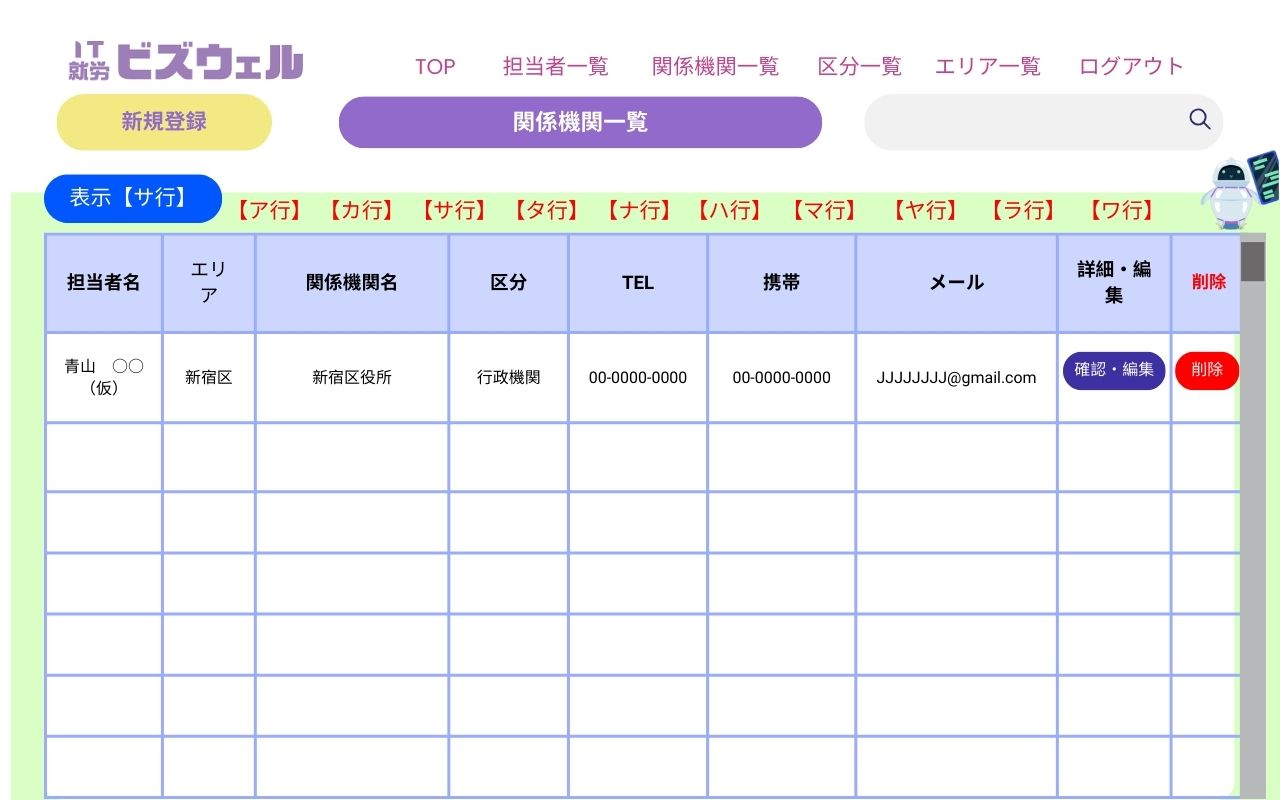 IT
就労 ビズウェル
TOP 担当者一覧 関係機関一覧 区分一覧 エリア一覧 ログアウト
新規登録 関係機関一覧
表示【サ行】 【ア行】 【カ行】 【サ行】 【タ行】 【ナ行】 【ハ行】 【マ行】 【ヤ行】 【ラ行】 【ワ行】
担当者名 エリ
ア 関係機関名 区分 TEL 携帯 メール 詳細・編
集 削除
青山　〇〇
（仮） 新宿区 新宿区役所 行政機関 00-0000-0000 00-0000-0000 JJJJJJJJ@gmail.com 確認・編集 削除